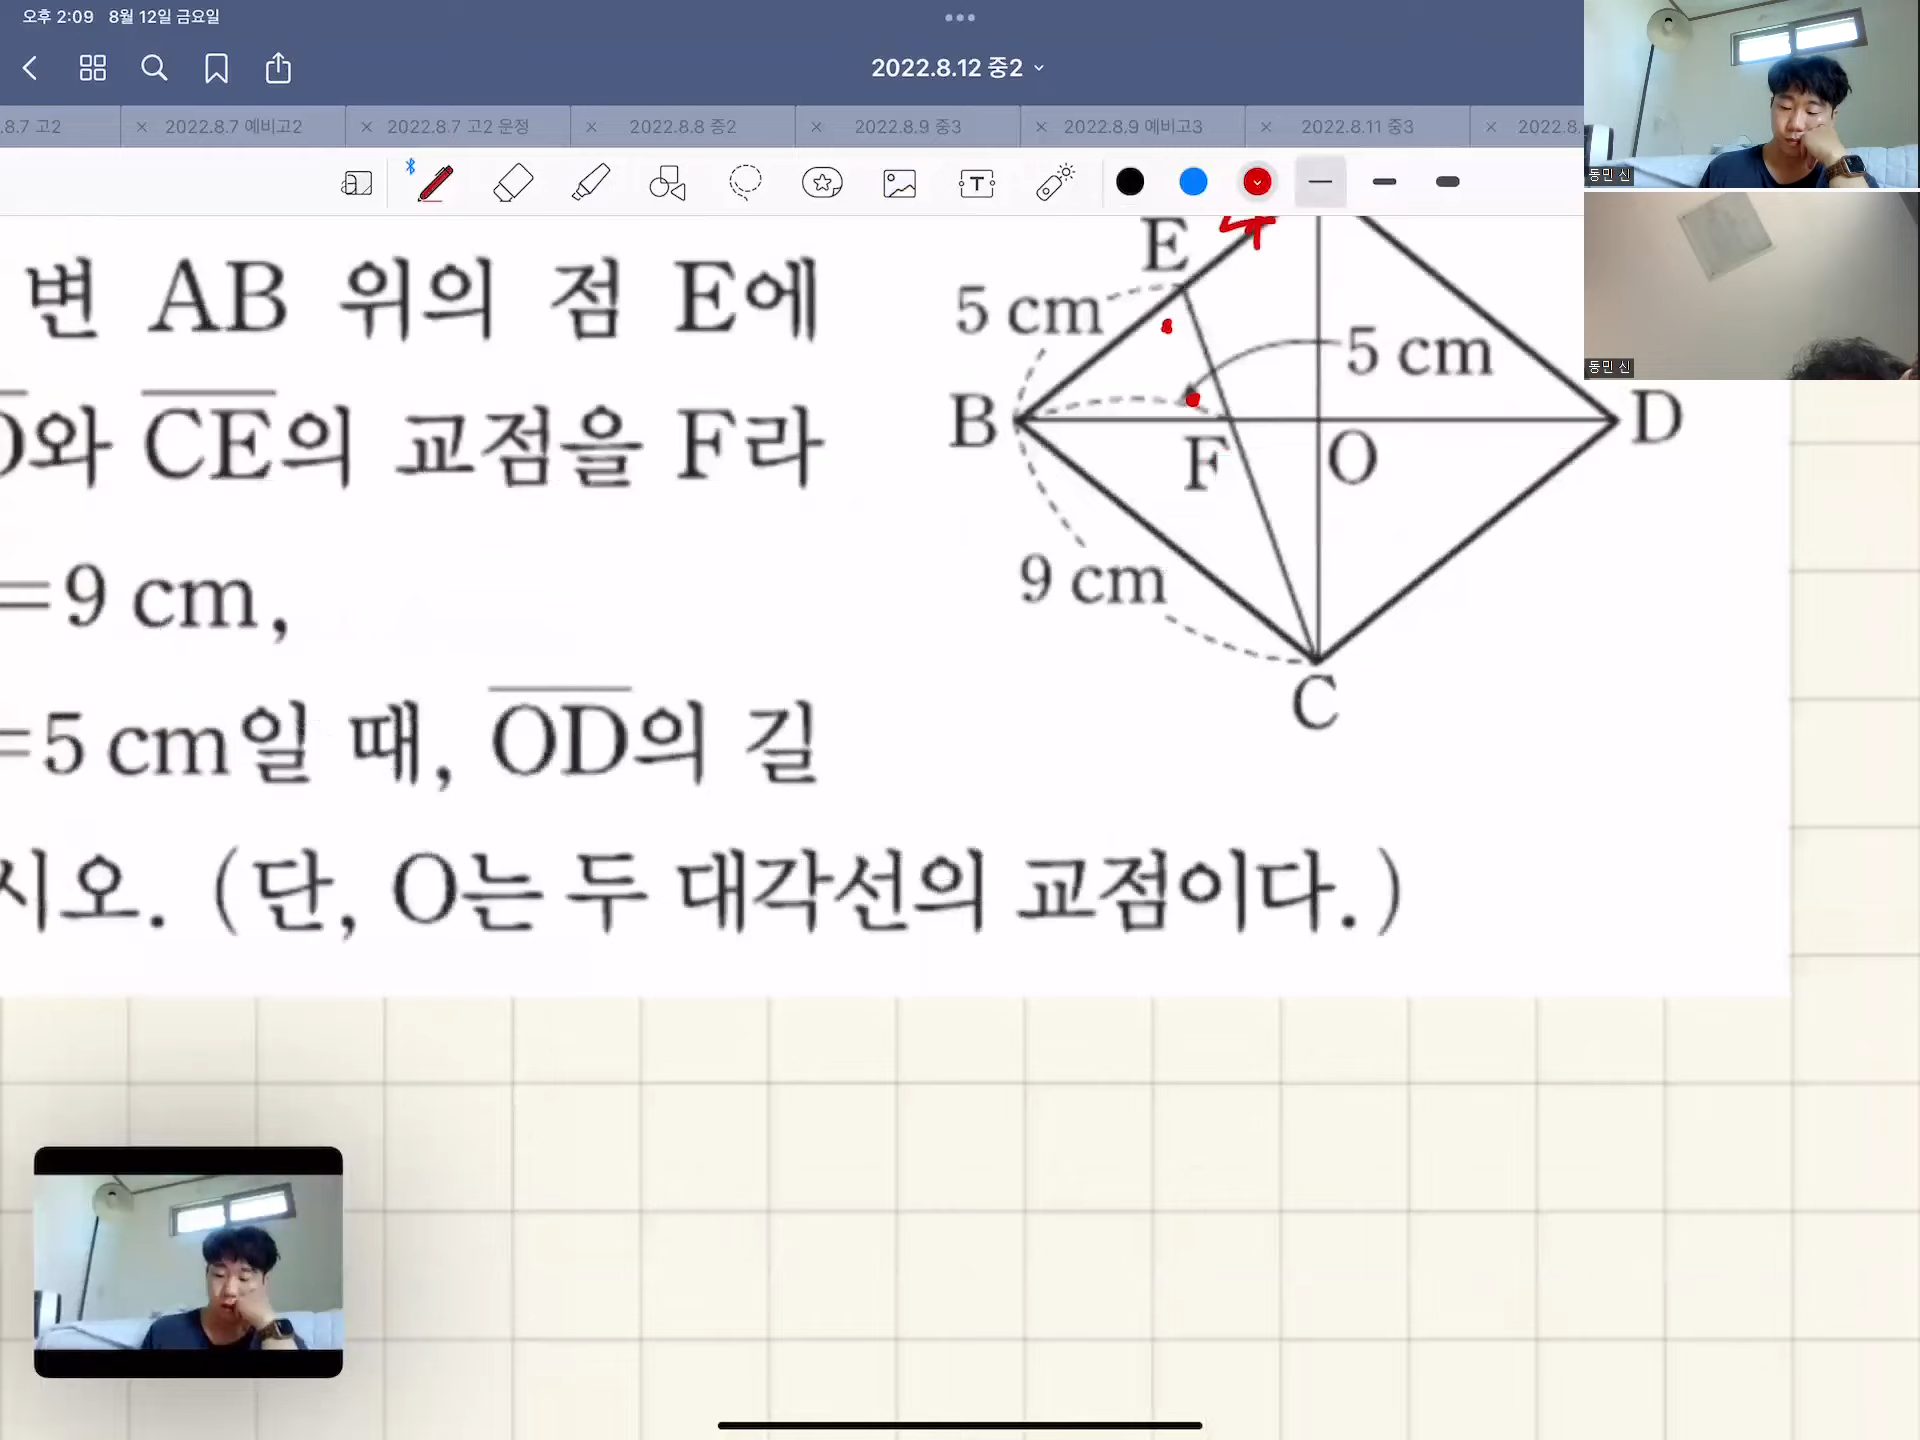 오후 2:09 8월 12일 금요일
2022.8.12 중2
.8.7 고2
2022.8.7 예비고2
2022.8.7 고2 운정
2022.8.8 중2
2022.8.9 중3
2022.8.9 예비고3
2022.8.11 중3
2022.8.
동민 신
동민 신
변 AB 위의 점 E에
와 CE의 교점을 F라
=9 cm,
=5 cm일 때, OD의 길
시오. (단, O는 두 대각선의 교점이다.)
4
E
5 cm
5 cm
B
F
O
D
9 cm
C